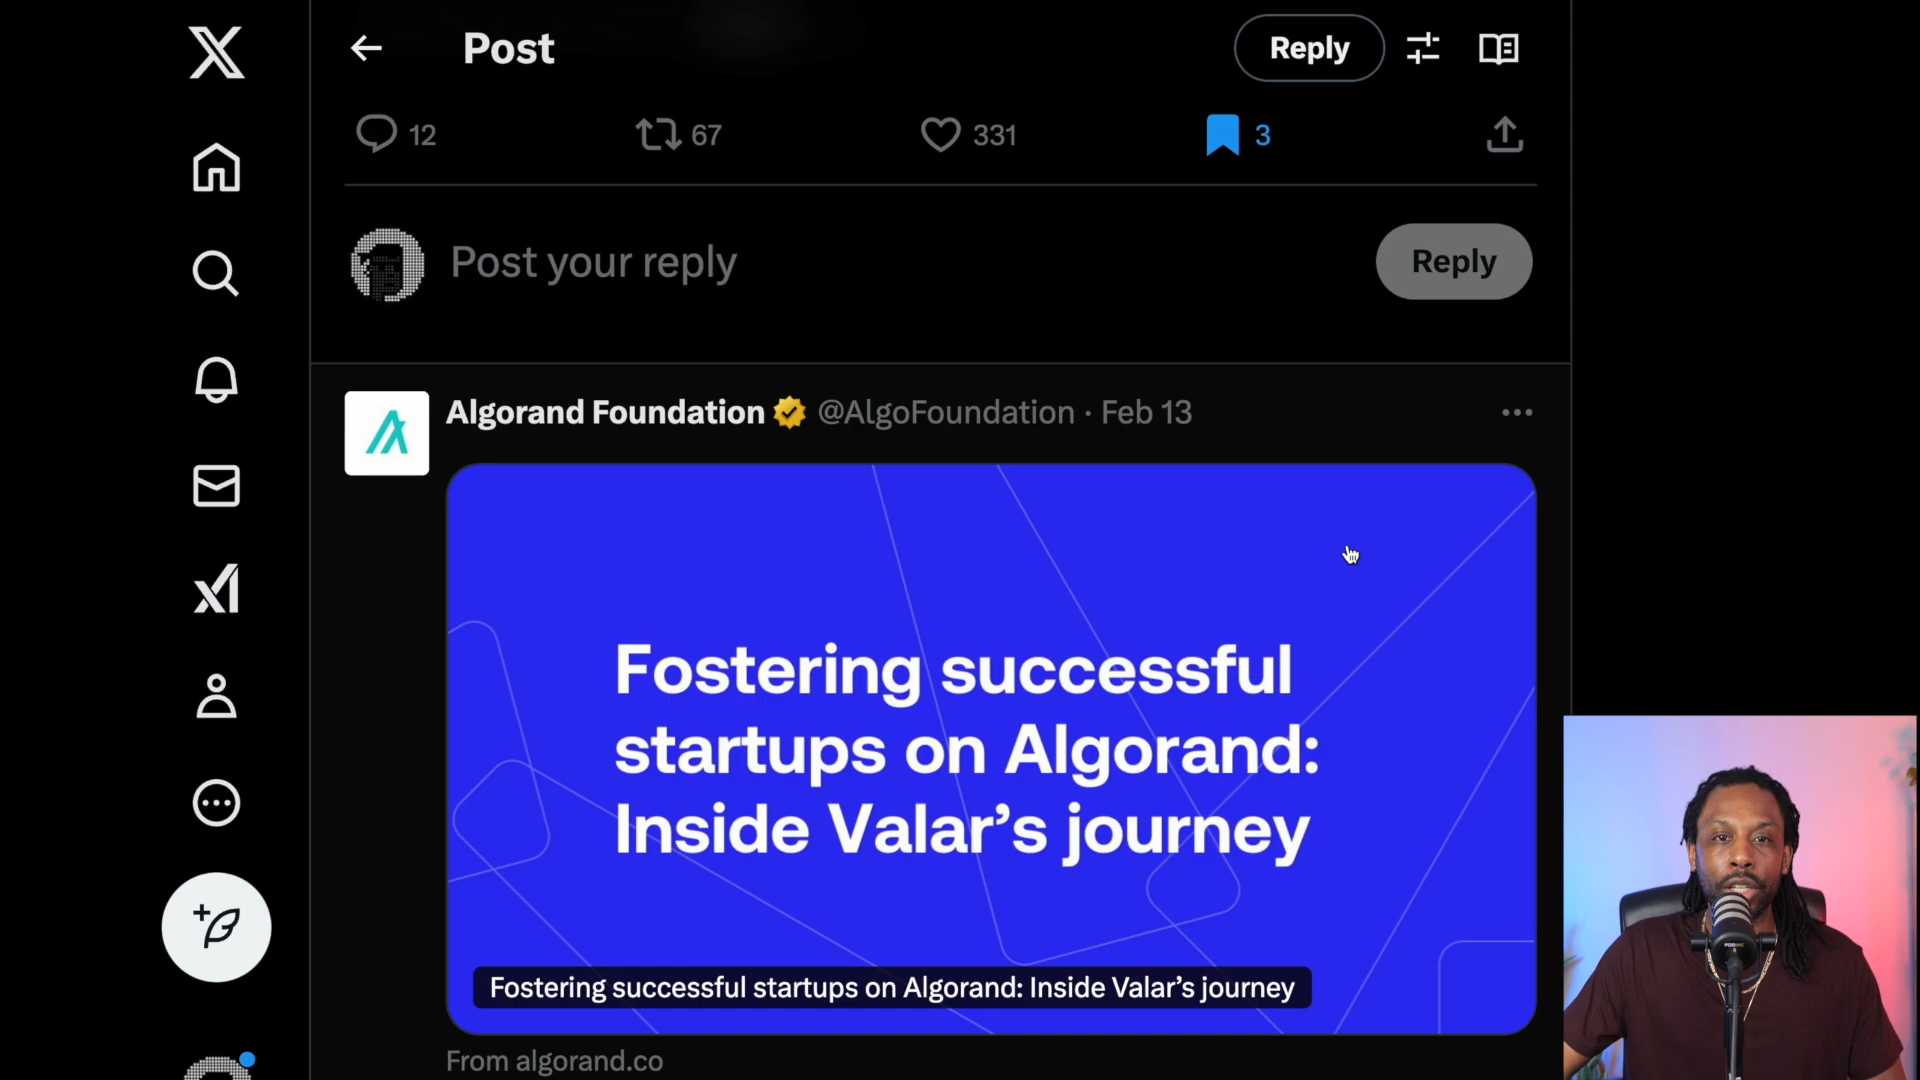 Post
Reply
12
67
331
3
Post your reply
Reply
Algorand Foundation @AlgoFoundation · Feb 13
Fostering successful
startups on Algorand:
Inside Valar’s journey
Fostering successful startups on Algorand: Inside Valar’s journey
From algorand.co